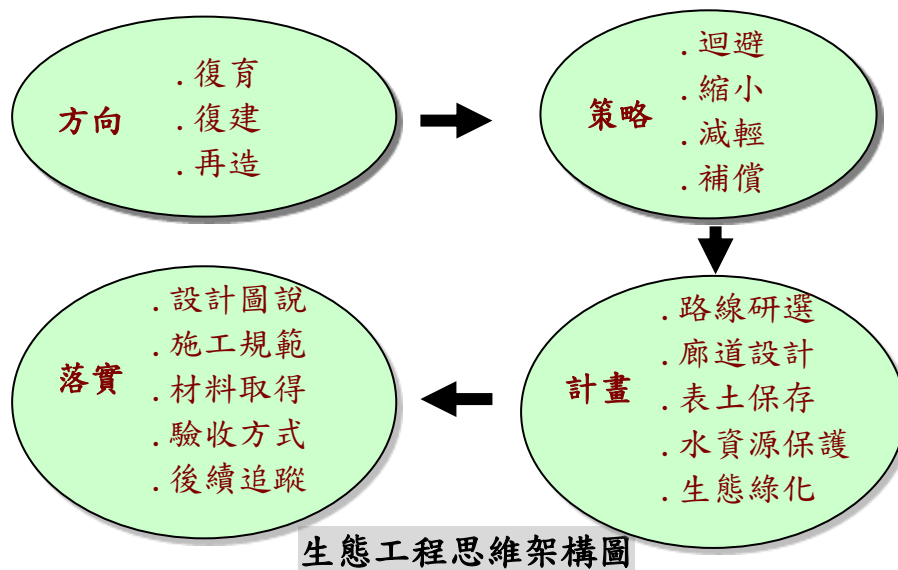 方向
.復育
.復建
.再造
策略
.迴避
.縮小
.減輕
.補償
計畫
.路線研選
.廊道設計
.表土保存
.水資源保護
.生態綠化
落實
.設計圖說
.施工規範
.材料取得
.驗收方式
.後續追蹤
生態工程思維架構圖